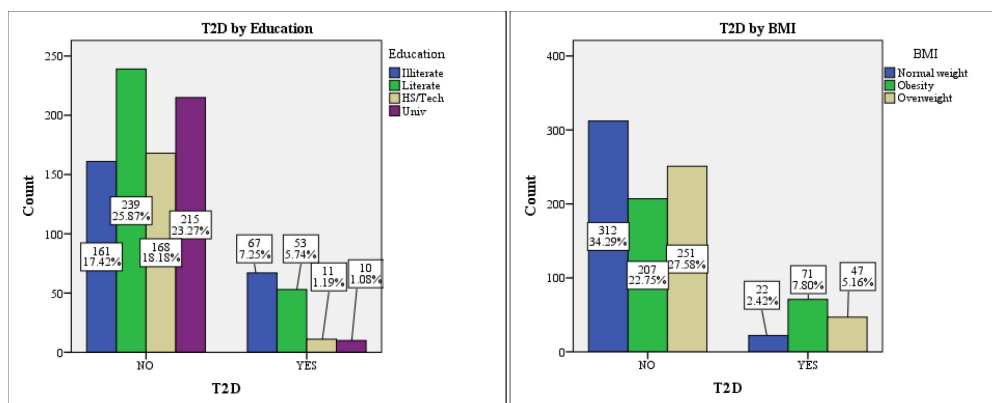 T2D by Education
Education
Illiterate
Literate
HS/Tech
Univ
Count
250
200
150
100
50
0
161
17.42%
239
25.87%
168
18.18%
215
23.27%
67
7.25%
53
5.74%
11
1.19%
10
1.08%
NO
YES
T2D
T2D by BMI
BMI
Normal weight
Obesity
Overweight
Count
400
300
200
100
0
312
34.29%
207
22.75%
251
27.58%
22
2.42%
71
7.80%
47
5.16%
NO
YES
T2D